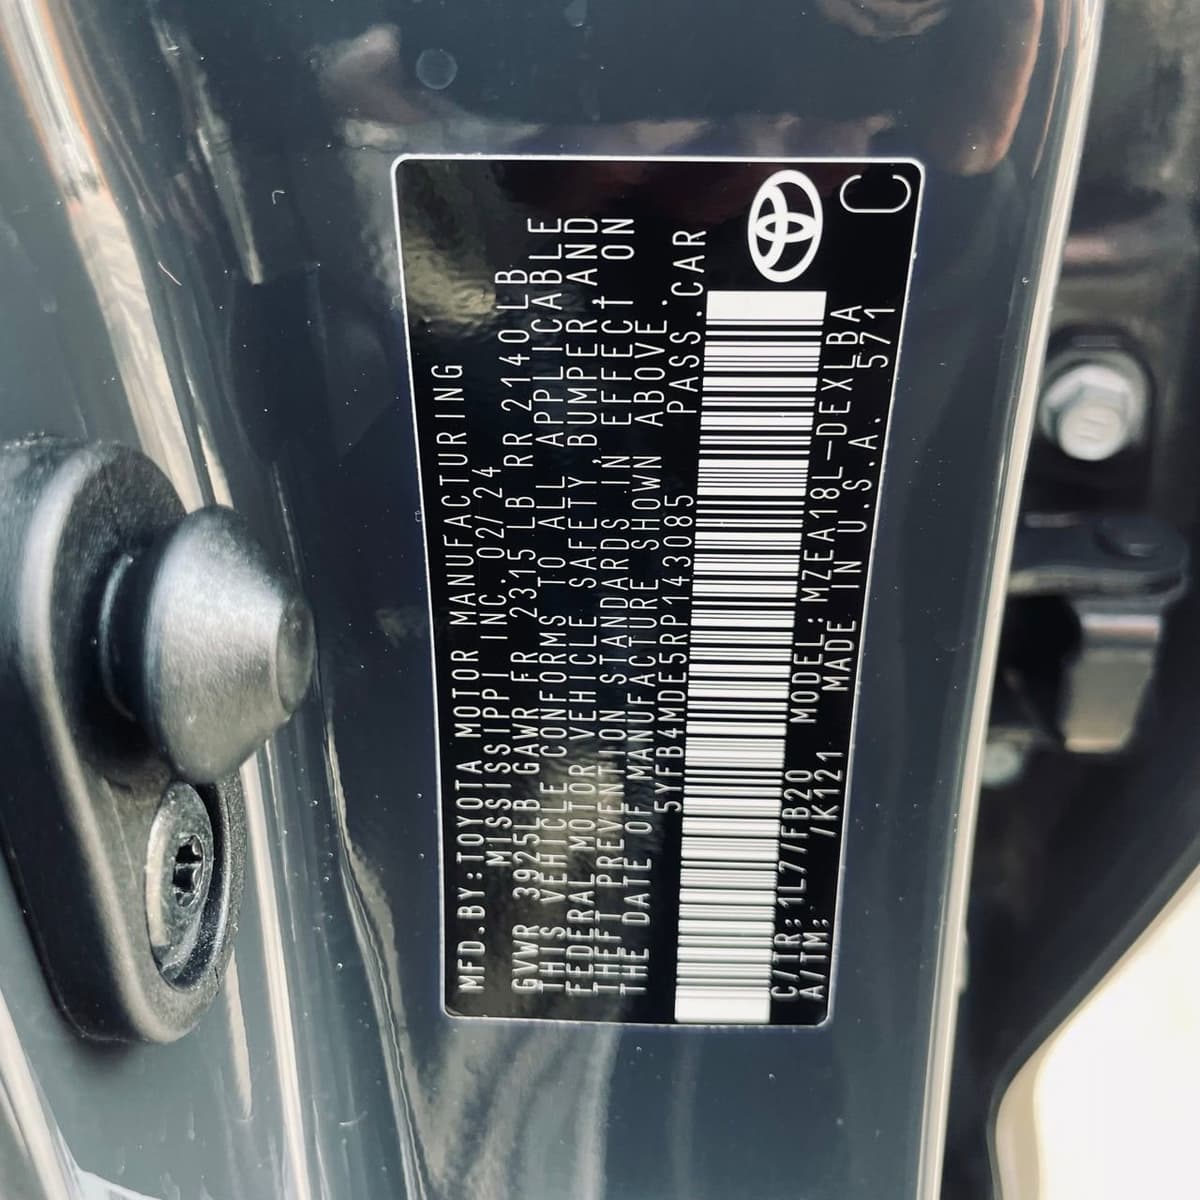 MFD.BY:TOYOTA MOTOR MANUFACTURING
MISSISSIPPI INC. 02/24
GVWR 3925LB GAWR FR 2315 LB RR 2140 LB
THIS VEHICLE CONFORMS TO ALL APPLICABLE
FEDERAL MOTOR VEHICLE SAFETY, BUMPER, AND
THEFT PREVENTION STANDARDS IN EFFECT ON
THE DATE OF MANUFACTURE SHOWN ABOVE.
5YFB4MDE5RP143085 PASS.CAR
C/TR: 1L7/FB20 MODEL: MZEA18L-DEXLBA
A/TM: /K121 MADE IN U.S.A. 571
C